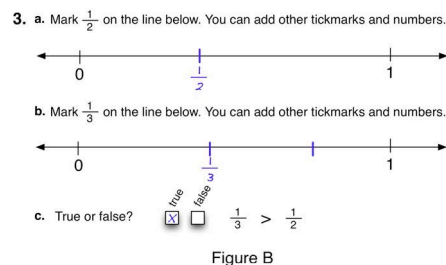 3. a. Mark 1/2 on the line below. You can add other tickmarks and numbers.
0 1/2 1
b. Mark 1/3 on the line below. You can add other tickmarks and numbers.
0 1/3 1
true false
c. True or false? X 1/3 > 1/2
Figure B